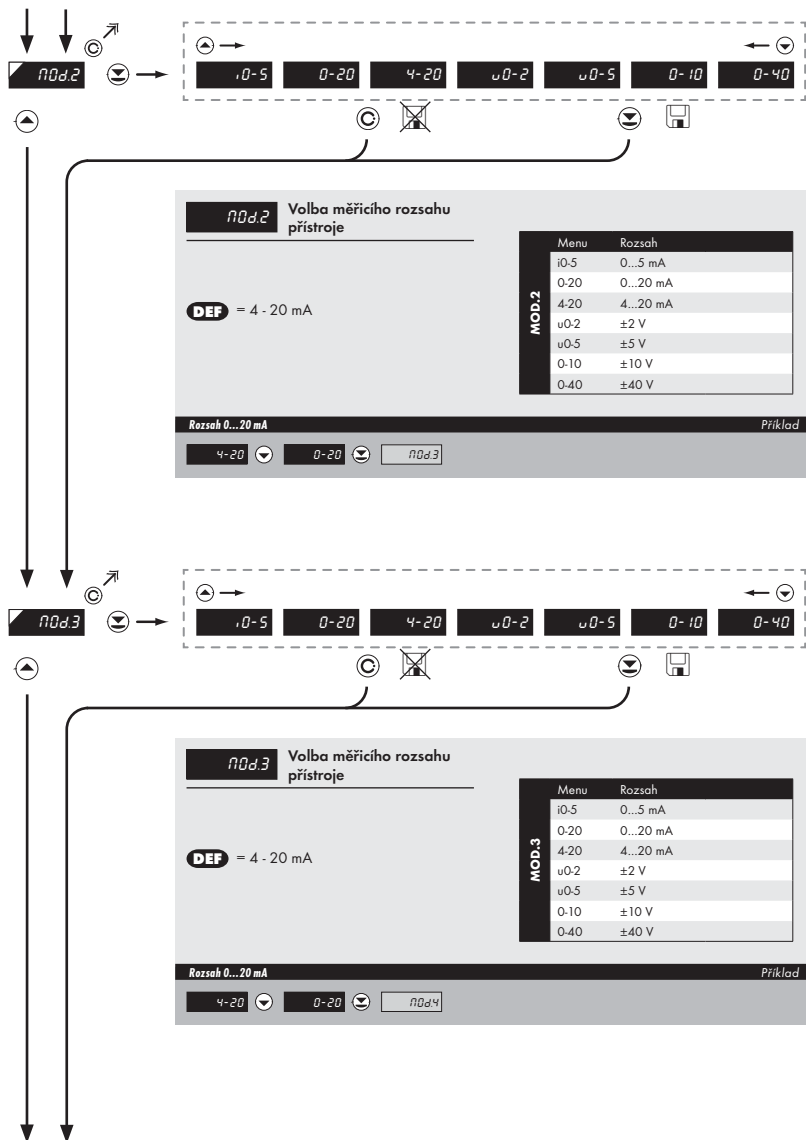 ©
MOd.2
i0-5 0-20 4-20 u0-2 u0-5 0-10 0-40
©
MOd.2 Volba měřicího rozsahu
přístroje
DEF = 4 - 20 mA
MOD.2
Menu Rozsah
i0-5 0...5 mA
0-20 0...20 mA
4-20 4...20 mA
u0-2 ±2 V
u0-5 ±5 V
0-10 ±10 V
0-40 ±40 V
Rozsah 0...20 mA Příklad
4-20 0-20 MOd.3
©
MOd.3
i0-5 0-20 4-20 u0-2 u0-5 0-10 0-40
©
MOd.3 Volba měřicího rozsahu
přístroje
DEF = 4 - 20 mA
MOD.3
Menu Rozsah
i0-5 0...5 mA
0-20 0...20 mA
4-20 4...20 mA
u0-2 ±2 V
u0-5 ±5 V
0-10 ±10 V
0-40 ±40 V
Rozsah 0...20 mA Příklad
4-20 0-20 MOd.4